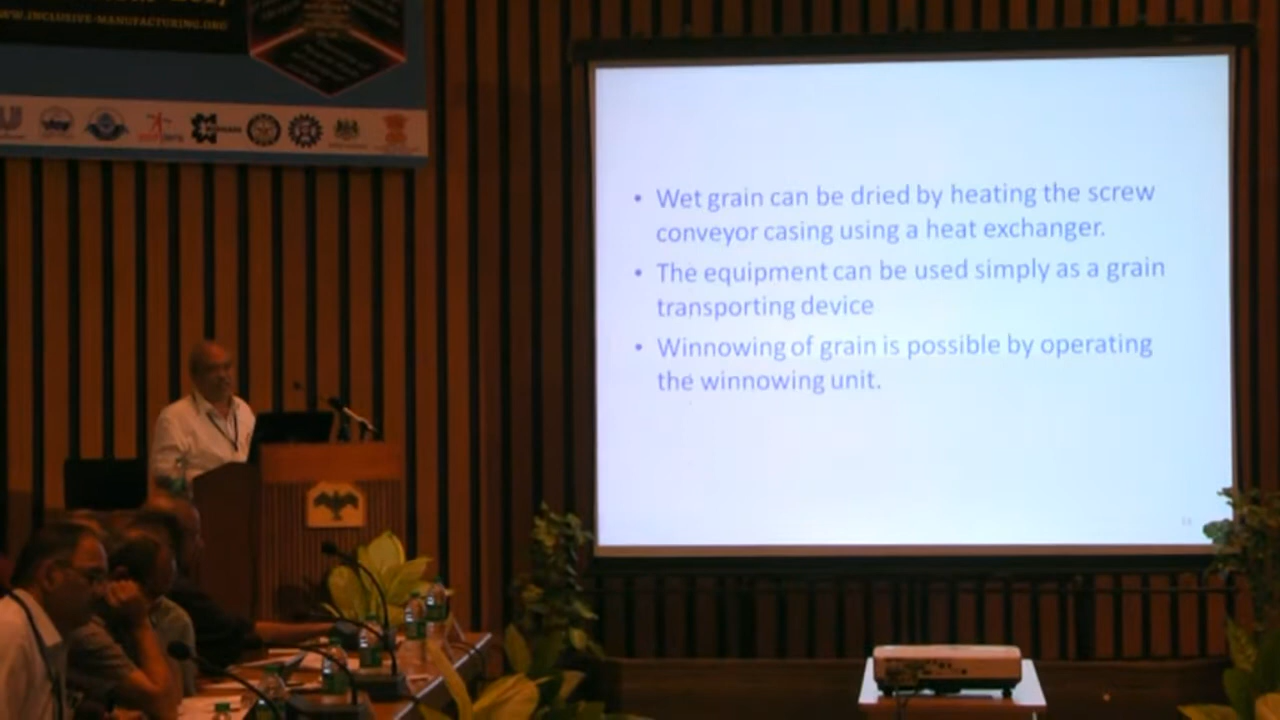 WWW.INCLUSIVE-MANUFACTURING.ORG
• Wet grain can be dried by heating the screw
conveyor casing using a heat exchanger.
• The equipment can be used simply as a grain
transporting device
• Winnowing of grain is possible by operating
the winnowing unit.